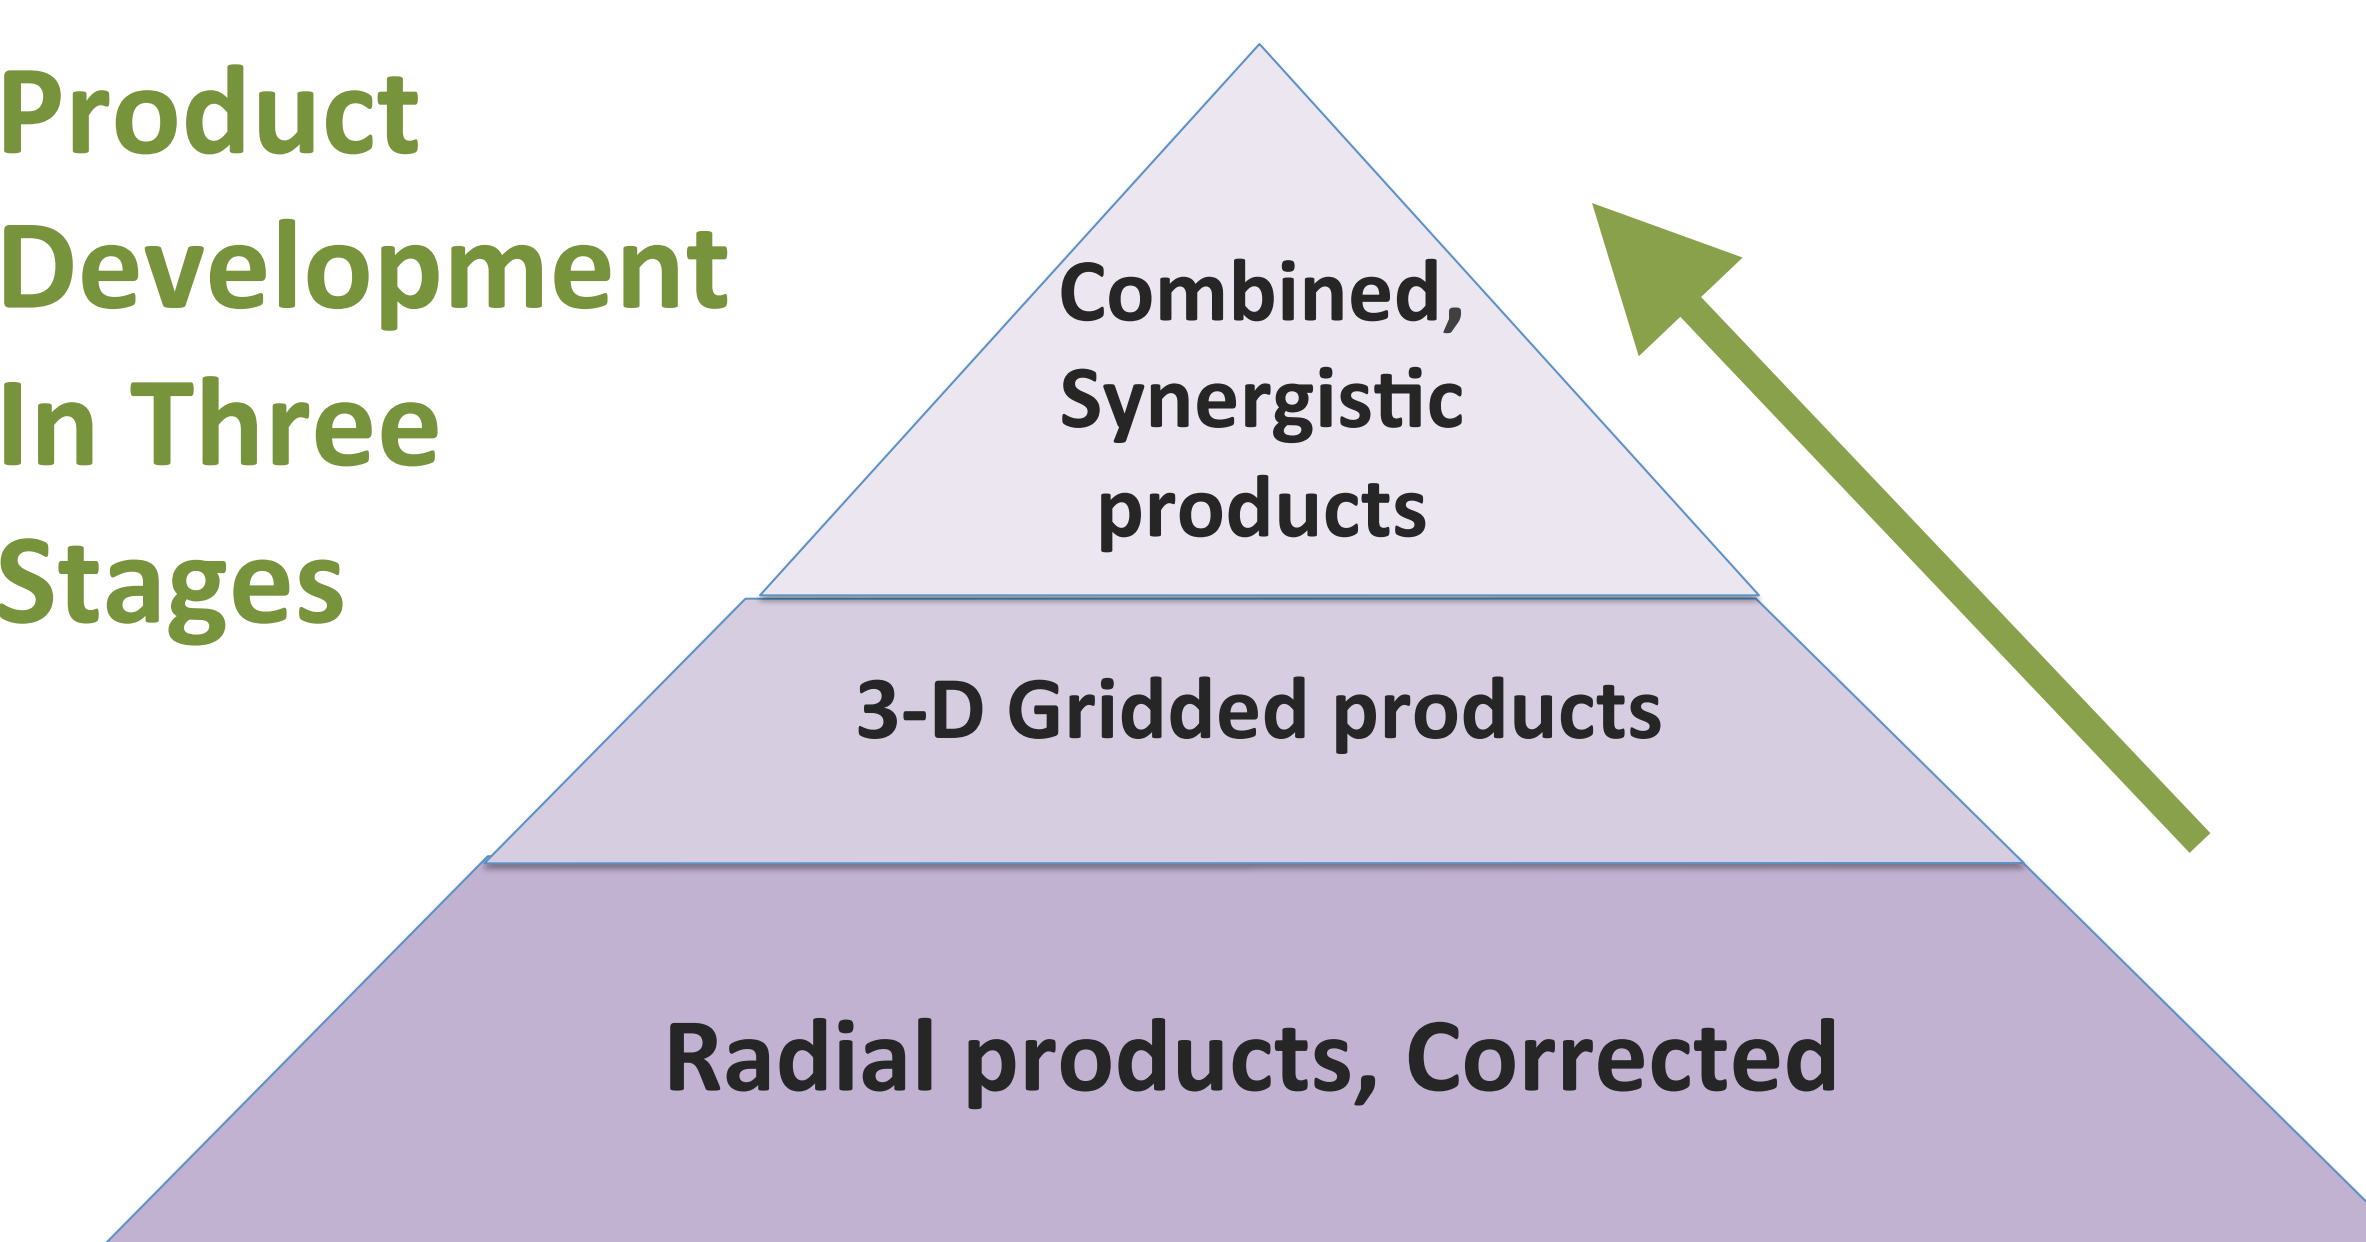 Product
Development
In Three
Stages
Combined,
Synergistic
products
3-D Gridded products
Radial products, Corrected